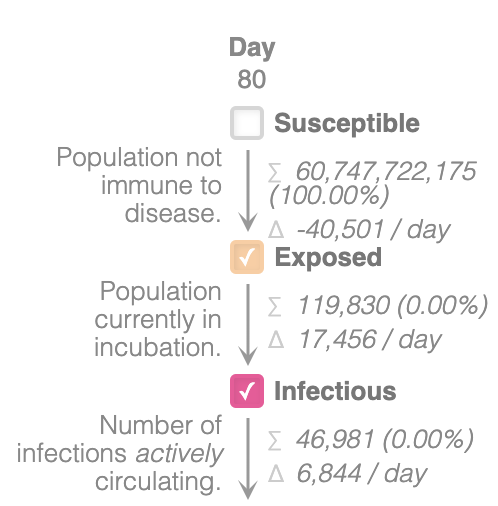 Day
80
Susceptible
Population not
immune to
disease.
Σ 60,747,722,175
(100.00%)
Δ -40,501 / day
✓ Exposed
Population
currently in
incubation.
Σ 119,830 (0.00%)
Δ 17,456 / day
✓ Infectious
Number of
infections actively
circulating.
Σ 46,981 (0.00%)
Δ 6,844 / day